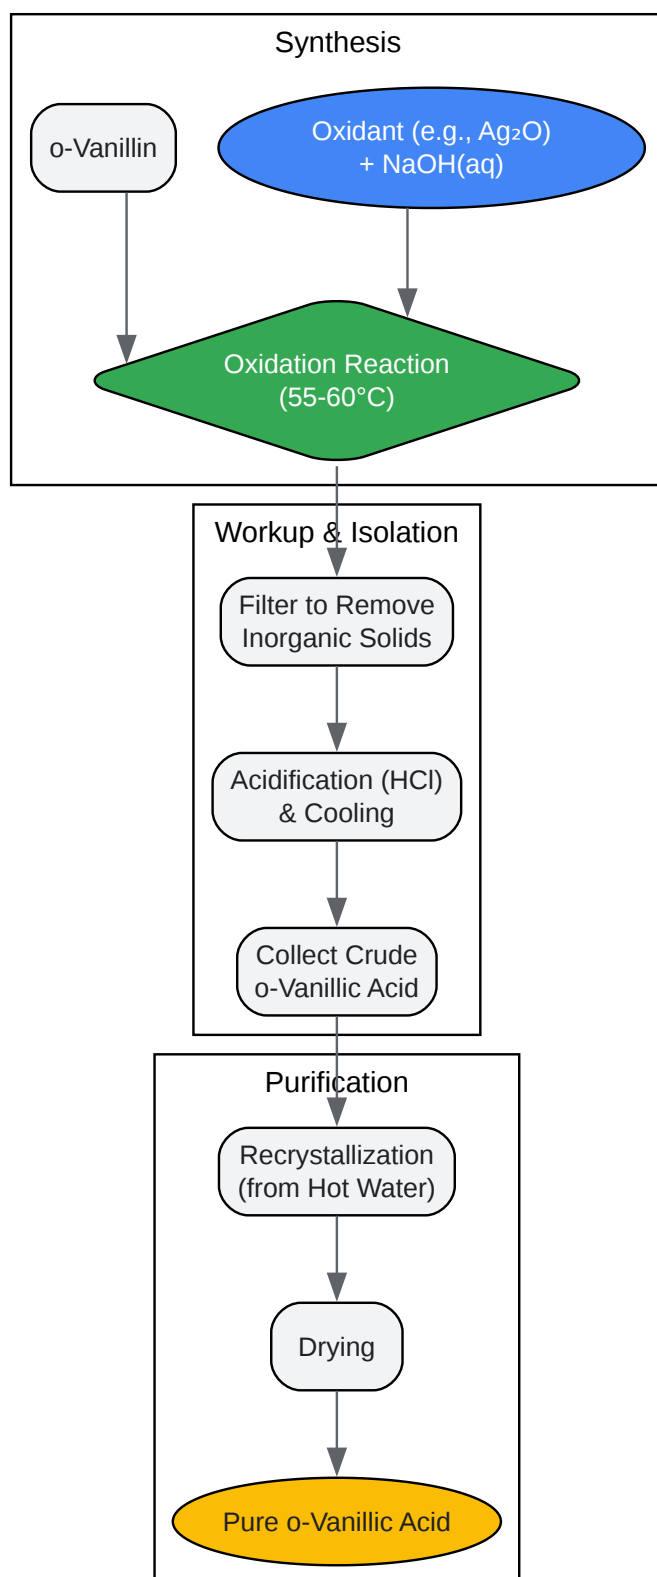 Synthesis
o-Vanillin
Oxidant (e.g., Ag₂O)
+ NaOH(aq)
Oxidation Reaction
(55-60°C)
Workup & Isolation
Filter to Remove
Inorganic Solids
Acidification (HCl)
& Cooling
Collect Crude
o-Vanillic Acid
Purification
Recrystallization
(from Hot Water)
Drying
Pure o-Vanillic Acid